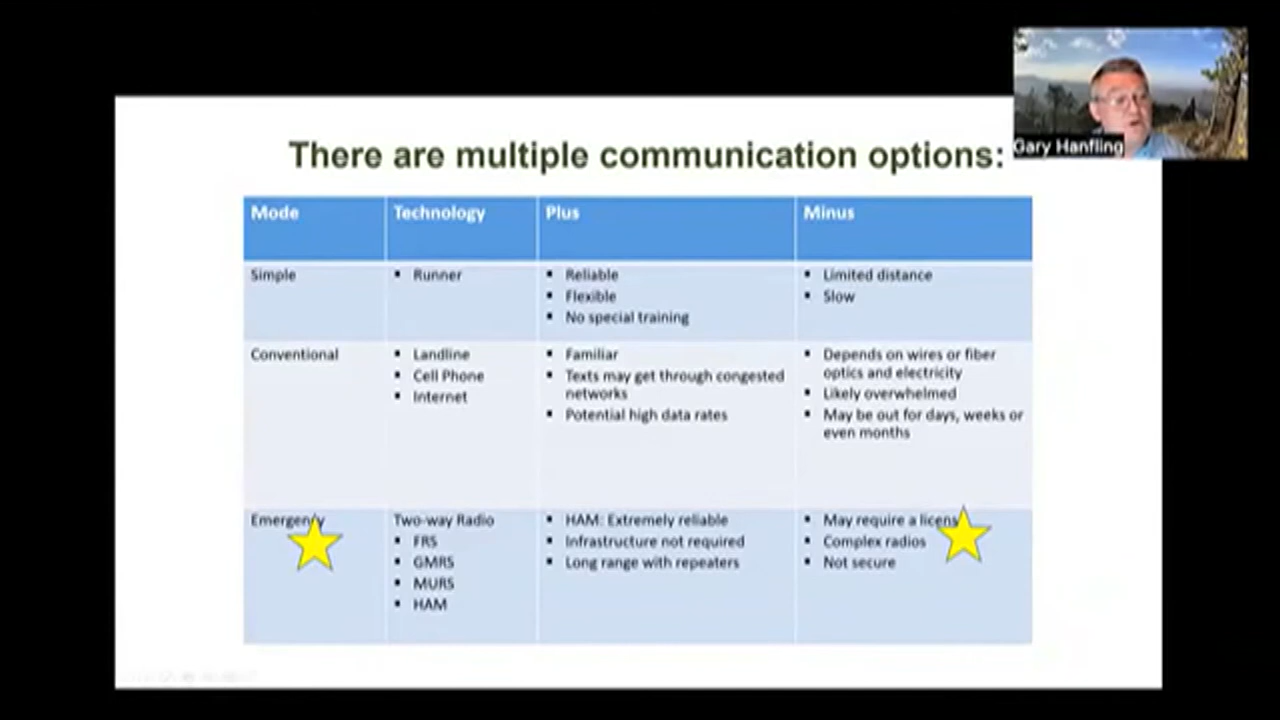 There are multiple communication options:
Gary Hanfling
Mode
Technology
Plus
Minus
Simple
▪ Runner
▪ Reliable
▪ Flexible
▪ No special training
▪ Limited distance
▪ Slow
Conventional
▪ Landline
▪ Cell Phone
▪ Internet
▪ Familiar
▪ Texts may get through congested
networks
▪ Potential high data rates
▪ Depends on wires or fiber
optics and electricity
▪ Likely overwhelmed
▪ May be out for days, weeks or
even months
Emergency
Two-way Radio
▪ FRS
▪ GMRS
▪ MURS
▪ HAM
▪ HAM: Extremely reliable
▪ Infrastructure not required
▪ Long range with repeaters
▪ May require a licens
▪ Complex radios
▪ Not secure